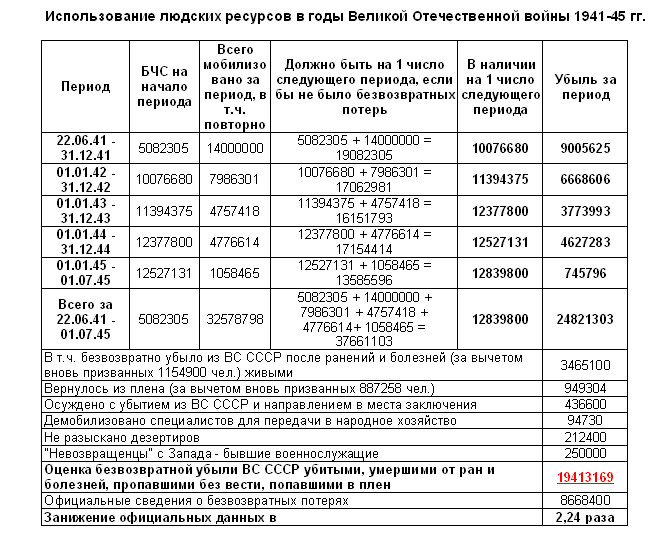 Использование людских ресурсов в годы Великой Отечественной войны 1941-45 гг.
Период
БЧС на
начало
периода
Всего
мобилизо
вано за
период, в
т.ч.
повторно
Должно быть на 1 число
следующего периода, если
бы не было безвозвратных
потерь
В наличии
на 1 число
следующего
периода
Убыль за
период
22.06.41 -
31.12.41
5082305
14000000
5082305 + 14000000 =
19082305
10076680
9005625
01.01.42 -
31.12.42
10076680
7986301
10076680 + 7986301 =
17062981
11394375
6668606
01.01.43 -
31.12.43
11394375
4757418
11394375 + 4757418 =
16151793
12377800
3773993
01.01.44 -
31.12.44
12377800
4776614
12377800 + 4776614 =
17154414
12527131
4627283
01.01.45 -
01.07.45
12527131
1058465
12527131 + 1058465 =
13585596
12839800
745796
Всего за
22.06.41 -
01.07.45
5082305
32578798
5082305 + 14000000 +
7986301 + 4757418 +
4776614+ 1058465 =
37661103
12839800
24821303
В т.ч. безвозвратно убыло из ВС СССР после ранений и болезней (за вычетом
вновь призванных 1154900 чел.) живыми
3465100
Вернулось из плена (за вычетом вновь призванных 887258 чел.)
949304
Осуждено с убытием из ВС СССР и направлением в места заключения
436600
Демобилизовано специалистов для передачи в народное хозяйство
94730
Не разыскано дезертиров
212400
"Невозвращенцы" с Запада - бывшие военнослужащие
250000
Оценка безвозвратной убыли ВС СССР убитыми, умершими от ран и
болезней, пропавшими без вести, попавшими в плен
19413169
Официальные сведения о безвозвратных потерях
8668400
Занижение официальных данных в
2,24 раза